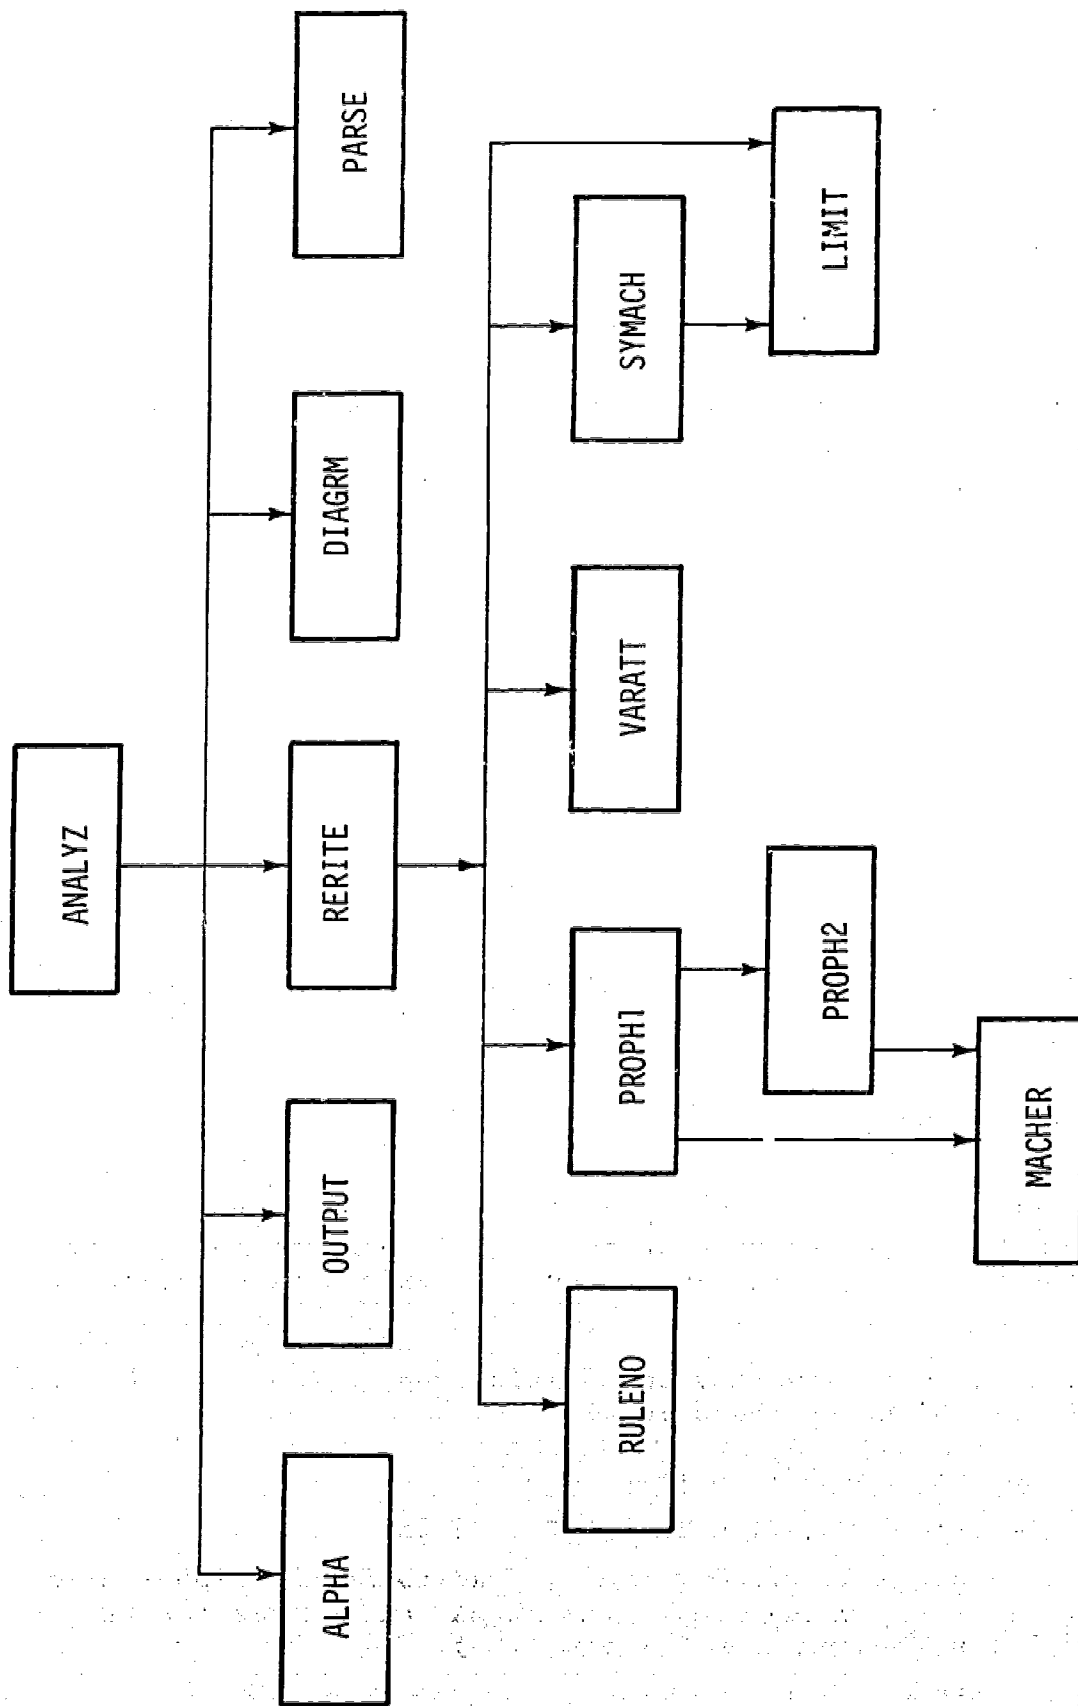 ANALYZ
ALPHA
OUTPUT
RERITE
DIAGRM
PARSE
RULENO
PROPH1
VARATT
SYMACH
PROPH2
LIMIT
MACHER